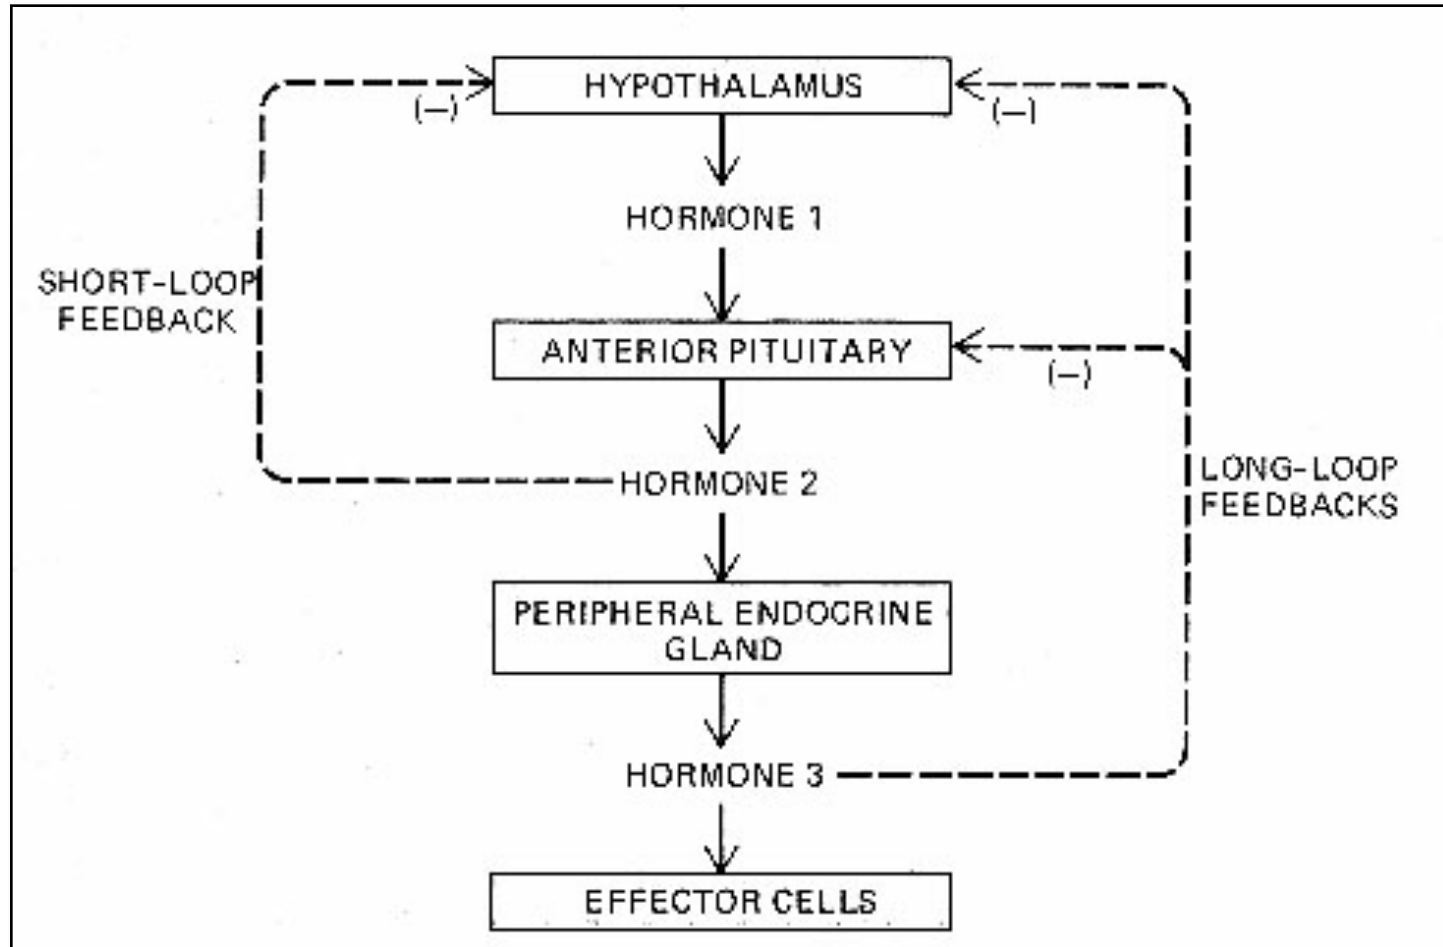 HYPOTHALAMUS
(—)
(—)
HORMONE 1
SHORT-LOOP
FEEDBACK
ANTERIOR PITUITARY
(—)
HORMONE 2
LONG-LOOP
FEEDBACKS
PERIPHERAL ENDOCRINE
GLAND
HORMONE 3
EFFECTOR CELLS